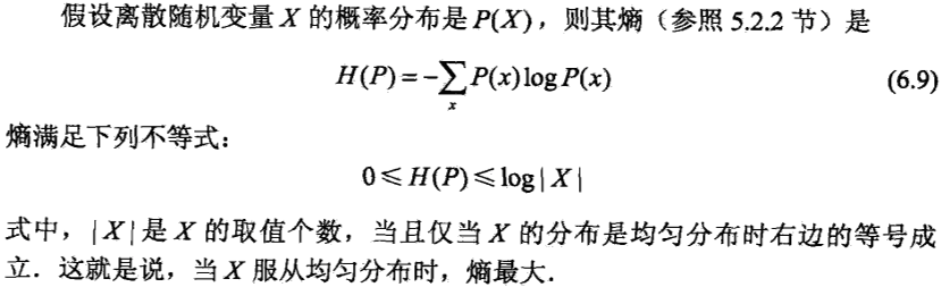 假设离散随机变量 X 的概率分布是 P(X)，则其熵（参照 5.2.2 节）是
H(P)=-∑ₓP(x)log P(x) (6.9)
熵满足下列不等式：
0≤H(P)≤log|X|
式中，|X|是 X 的取值个数，当且仅当 X 的分布是均匀分布时右边的等号成
立．这就是说，当 X 服从均匀分布时，熵最大．